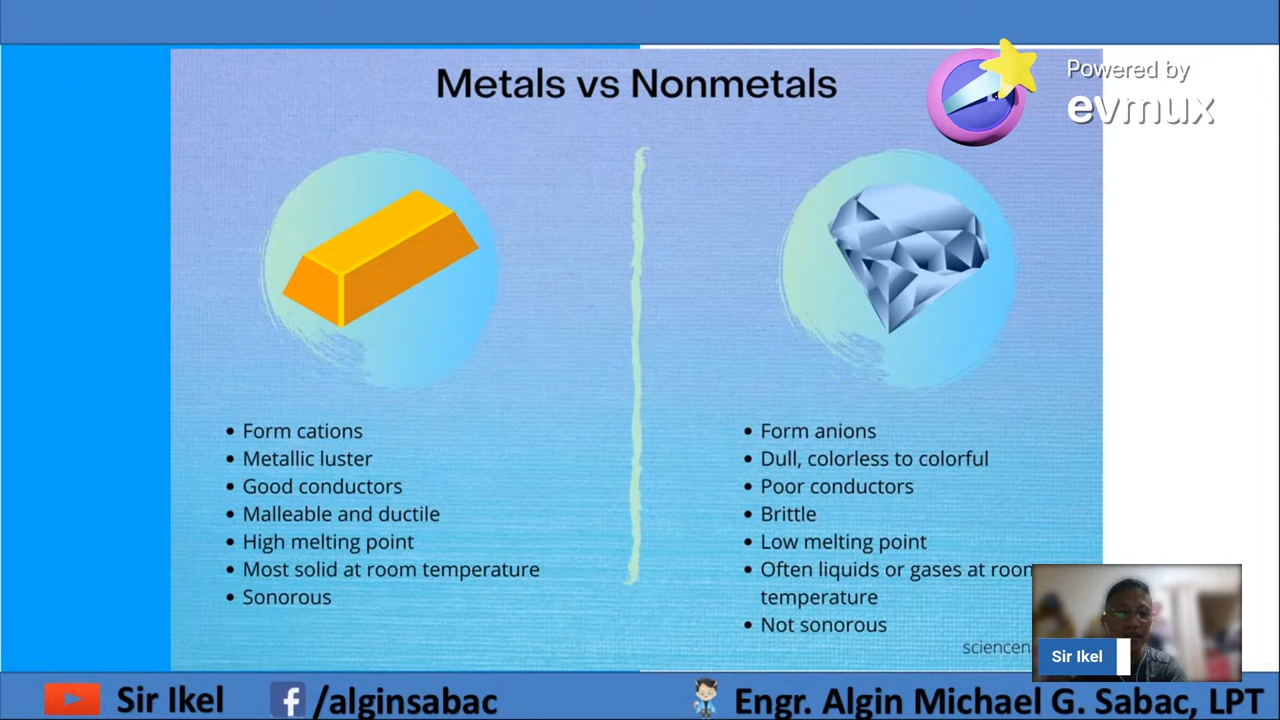 Metals vs Nonmetals
Powered by
evmux
Form cations
Metallic luster
Good conductors
Malleable and ductile
High melting point
Most solid at room temperature
Sonorous
Form anions
Dull, colorless to colorful
Poor conductors
Brittle
Low melting point
Often liquids or gases at room
temperature
Not sonorous
Sir Ikel
Sir Ikel
/alginsabac
Engr. Algin Michael G. Sabac, LPT